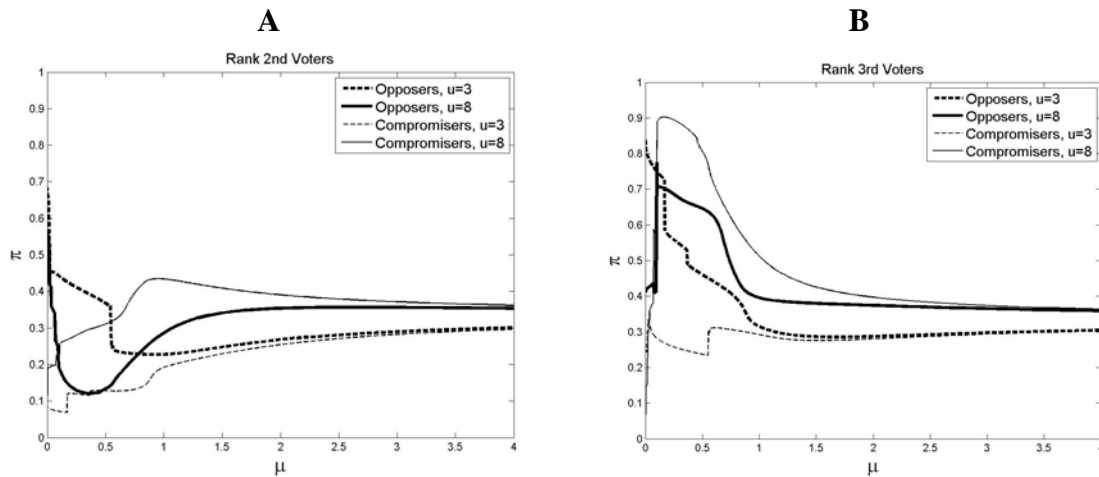 A
Rank 2nd Voters
1
0.9
0.8
0.7
0.6
0.5
0.4
0.3
0.2
0.1
0
π
Opposers, u=3
Opposers, u=8
Compromisers, u=3
Compromisers, u=8
0 0.5 1 1.5 2 2.5 3 3.5 4
μ
B
Rank 3rd Voters
1
0.9
0.8
0.7
0.6
0.5
0.4
0.3
0.2
0.1
0
π
Opposers, u=3
Opposers, u=8
Compromisers, u=3
Compromisers, u=8
0 0.5 1 1.5 2 2.5 3 3.5 4
μ